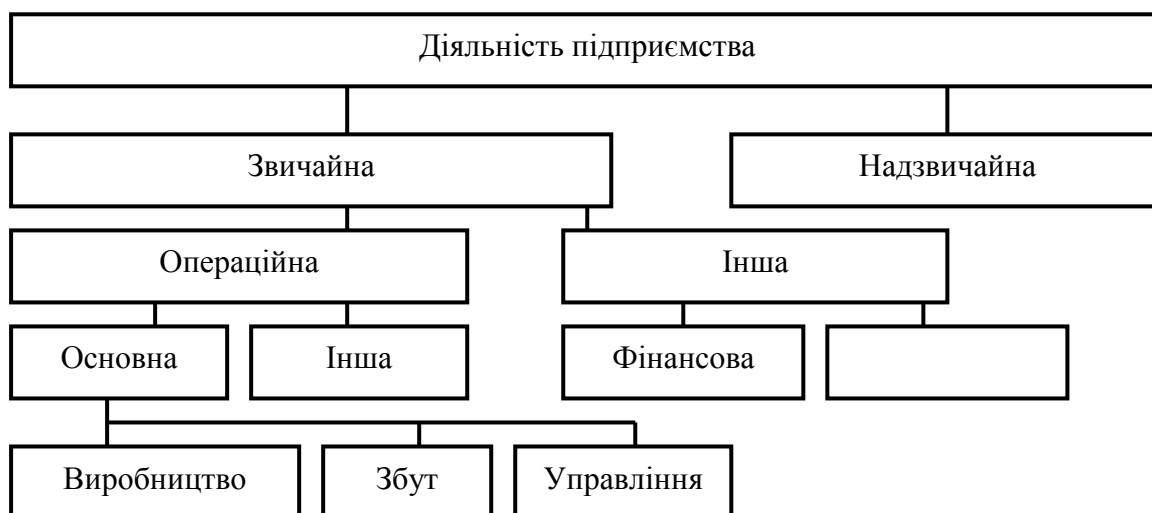 Діяльність підприємства
Звичайна
Надзвичайна
Операційна
Інша
Основна
Інша
Фінансова
Виробництво
Збут
Управління